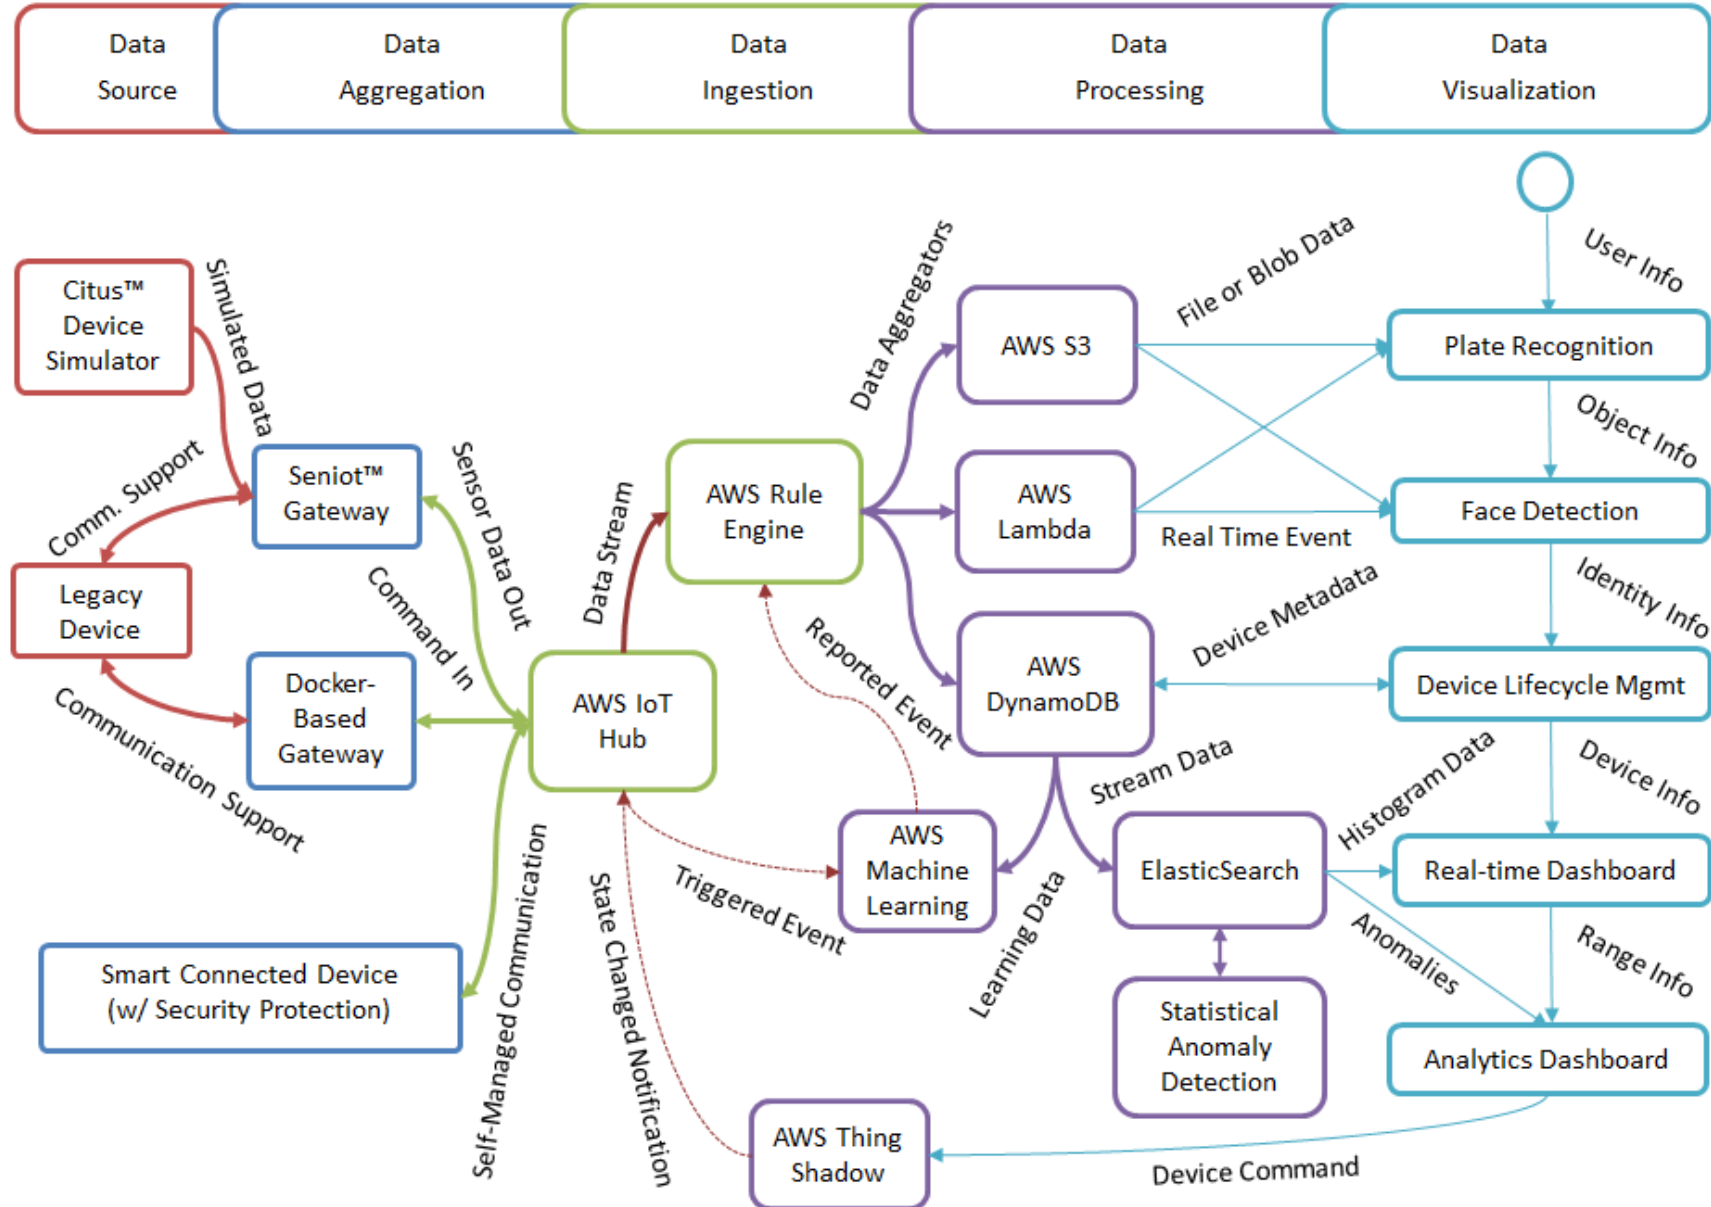 Data
Source
Data
Aggregation
Data
Ingestion
Data
Processing
Data
Visualization
Citus™
Device
Simulator
Simulated Data
Comm. Support
Seniot™
Gateway
Legacy
Device
Communication Support
Docker-
Based
Gateway
Smart Connected Device
(w/ Security Protection)
Sensor Data Out
Command In
Self-Managed Communication
AWS IoT
Hub
Data Stream
AWS Rule
Engine
Data Aggregators
Reported Event
Triggered Event
State Changed Notification
AWS S3
AWS
Lambda
AWS
DynamoDB
AWS
Machine
Learning
Learning Data
Stream Data
ElasticSearch
Statistical
Anomaly
Detection
AWS Thing
Shadow
File or Blob Data
Real Time Event
Device Metadata
Histogram Data
Anomalies
Device Command
User Info
Plate Recognition
Object Info
Face Detection
Identity Info
Device Lifecycle Mgmt
Device Info
Real-time Dashboard
Range Info
Analytics Dashboard